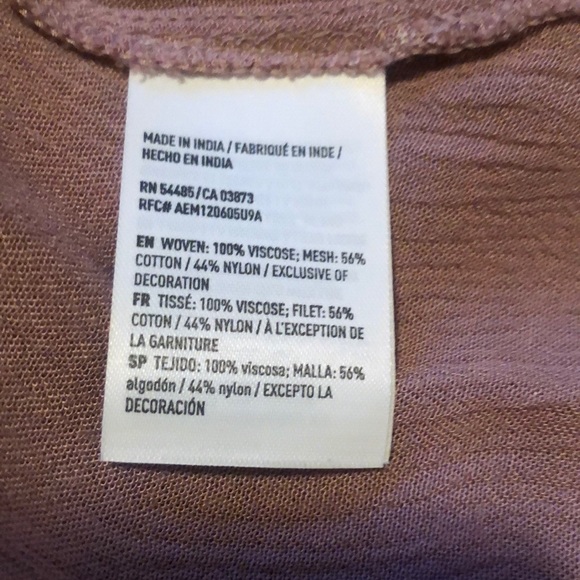 MADE IN INDIA / FABRIQUÉ EN INDE /
HECHO EN INDIA
RN 54485 / CA 03873
RFC# AEM120605U9A
EN WOVEN: 100% VISCOSE; MESH: 56%
COTTON / 44% NYLON / EXCLUSIVE OF
DECORATION
FR TISSÉ: 100% VISCOSE; FILET: 56%
COTON / 44% NYLON / À L'EXCEPTION DE
LA GARNITURE
SP TEJIDO: 100% viscosa; MALLA: 56%
algodón / 44% nylon / EXCEPTO LA
DECORACIÓN